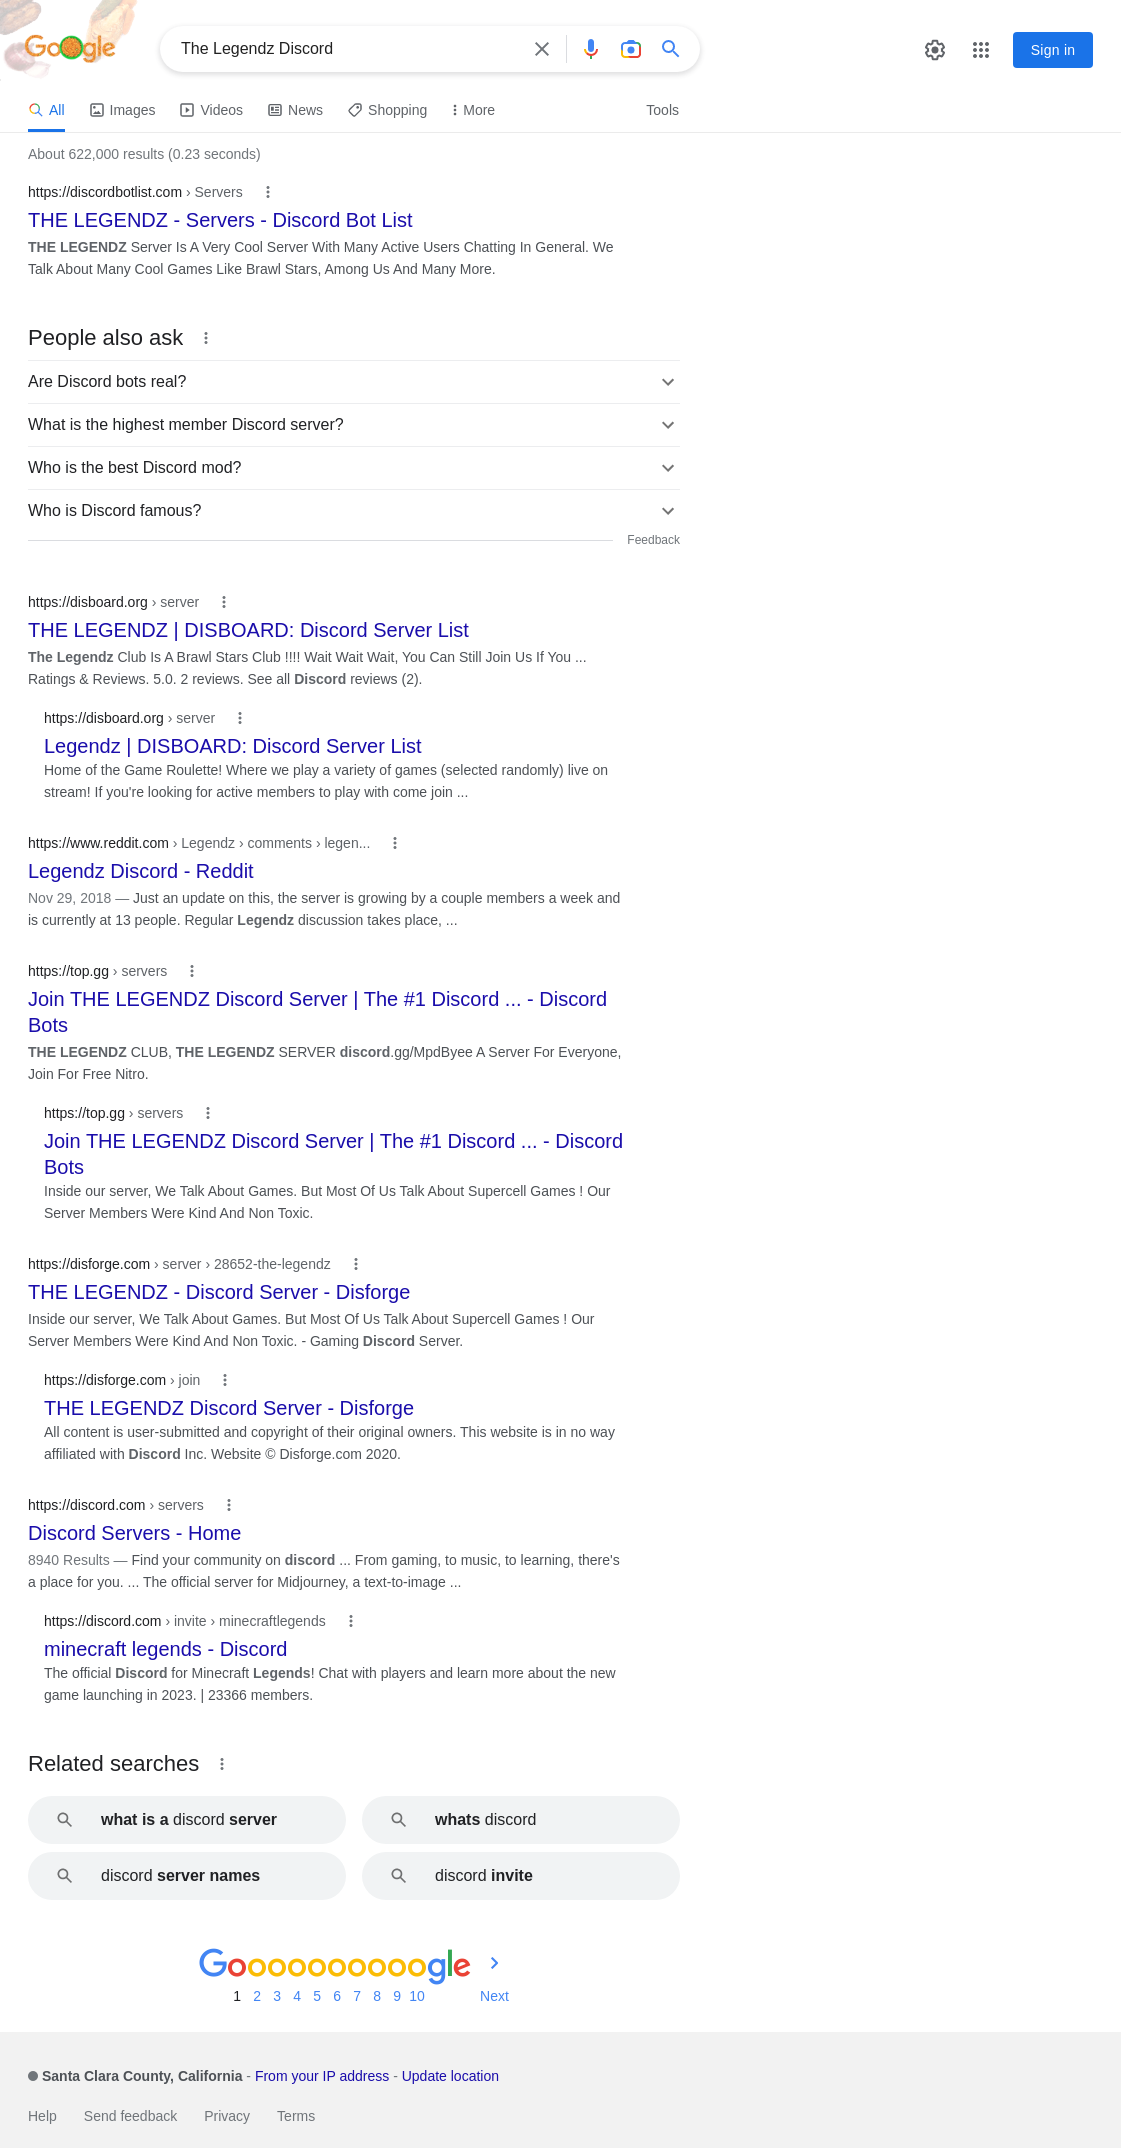 Google
The Legendz Discord
Sign in
All
Images
Videos
News
Shopping
More
Tools
About 622,000 results (0.23 seconds)
https://discordbotlist.com › Servers
THE LEGENDZ - Servers - Discord Bot List
THE LEGENDZ Server Is A Very Cool Server With Many Active Users Chatting In General. We
Talk About Many Cool Games Like Brawl Stars, Among Us And Many More.
People also ask
Are Discord bots real?
What is the highest member Discord server?
Who is the best Discord mod?
Who is Discord famous?
Feedback
https://disboard.org › server
THE LEGENDZ | DISBOARD: Discord Server List
The Legendz Club Is A Brawl Stars Club !!!! Wait Wait Wait, You Can Still Join Us If You ...
Ratings & Reviews. 5.0. 2 reviews. See all Discord reviews (2).
https://disboard.org › server
Legendz | DISBOARD: Discord Server List
Home of the Game Roulette! Where we play a variety of games (selected randomly) live on
stream! If you're looking for active members to play with come join ...
https://www.reddit.com › Legendz › comments › legen...
Legendz Discord - Reddit
Nov 29, 2018 — Just an update on this, the server is growing by a couple members a week and
is currently at 13 people. Regular Legendz discussion takes place, ...
https://top.gg › servers
Join THE LEGENDZ Discord Server | The #1 Discord ... - Discord
Bots
THE LEGENDZ CLUB, THE LEGENDZ SERVER discord.gg/MpdByee A Server For Everyone,
Join For Free Nitro.
https://top.gg › servers
Join THE LEGENDZ Discord Server | The #1 Discord ... - Discord
Bots
Inside our server, We Talk About Games. But Most Of Us Talk About Supercell Games ! Our
Server Members Were Kind And Non Toxic.
https://disforge.com › server › 28652-the-legendz
THE LEGENDZ - Discord Server - Disforge
Inside our server, We Talk About Games. But Most Of Us Talk About Supercell Games ! Our
Server Members Were Kind And Non Toxic. - Gaming Discord Server.
https://disforge.com › join
THE LEGENDZ Discord Server - Disforge
All content is user-submitted and copyright of their original owners. This website is in no way
affiliated with Discord Inc. Website © Disforge.com 2020.
https://discord.com › servers
Discord Servers - Home
8940 Results — Find your community on discord ... From gaming, to music, to learning, there's
a place for you. ... The official server for Midjourney, a text-to-image ...
https://discord.com › invite › minecraftlegends
minecraft legends - Discord
The official Discord for Minecraft Legends! Chat with players and learn more about the new
game launching in 2023. | 23366 members.
Related searches
what is a discord server
whats discord
discord server names
discord invite
Goooooooooogle
1 2 3 4 5 6 7 8 9 10 Next
Santa Clara County, California - From your IP address - Update location
Help Send feedback Privacy Terms